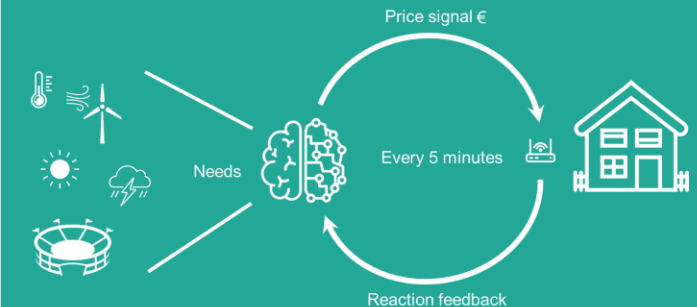 Price signal €
Needs
Every 5 minutes
Reaction feedback